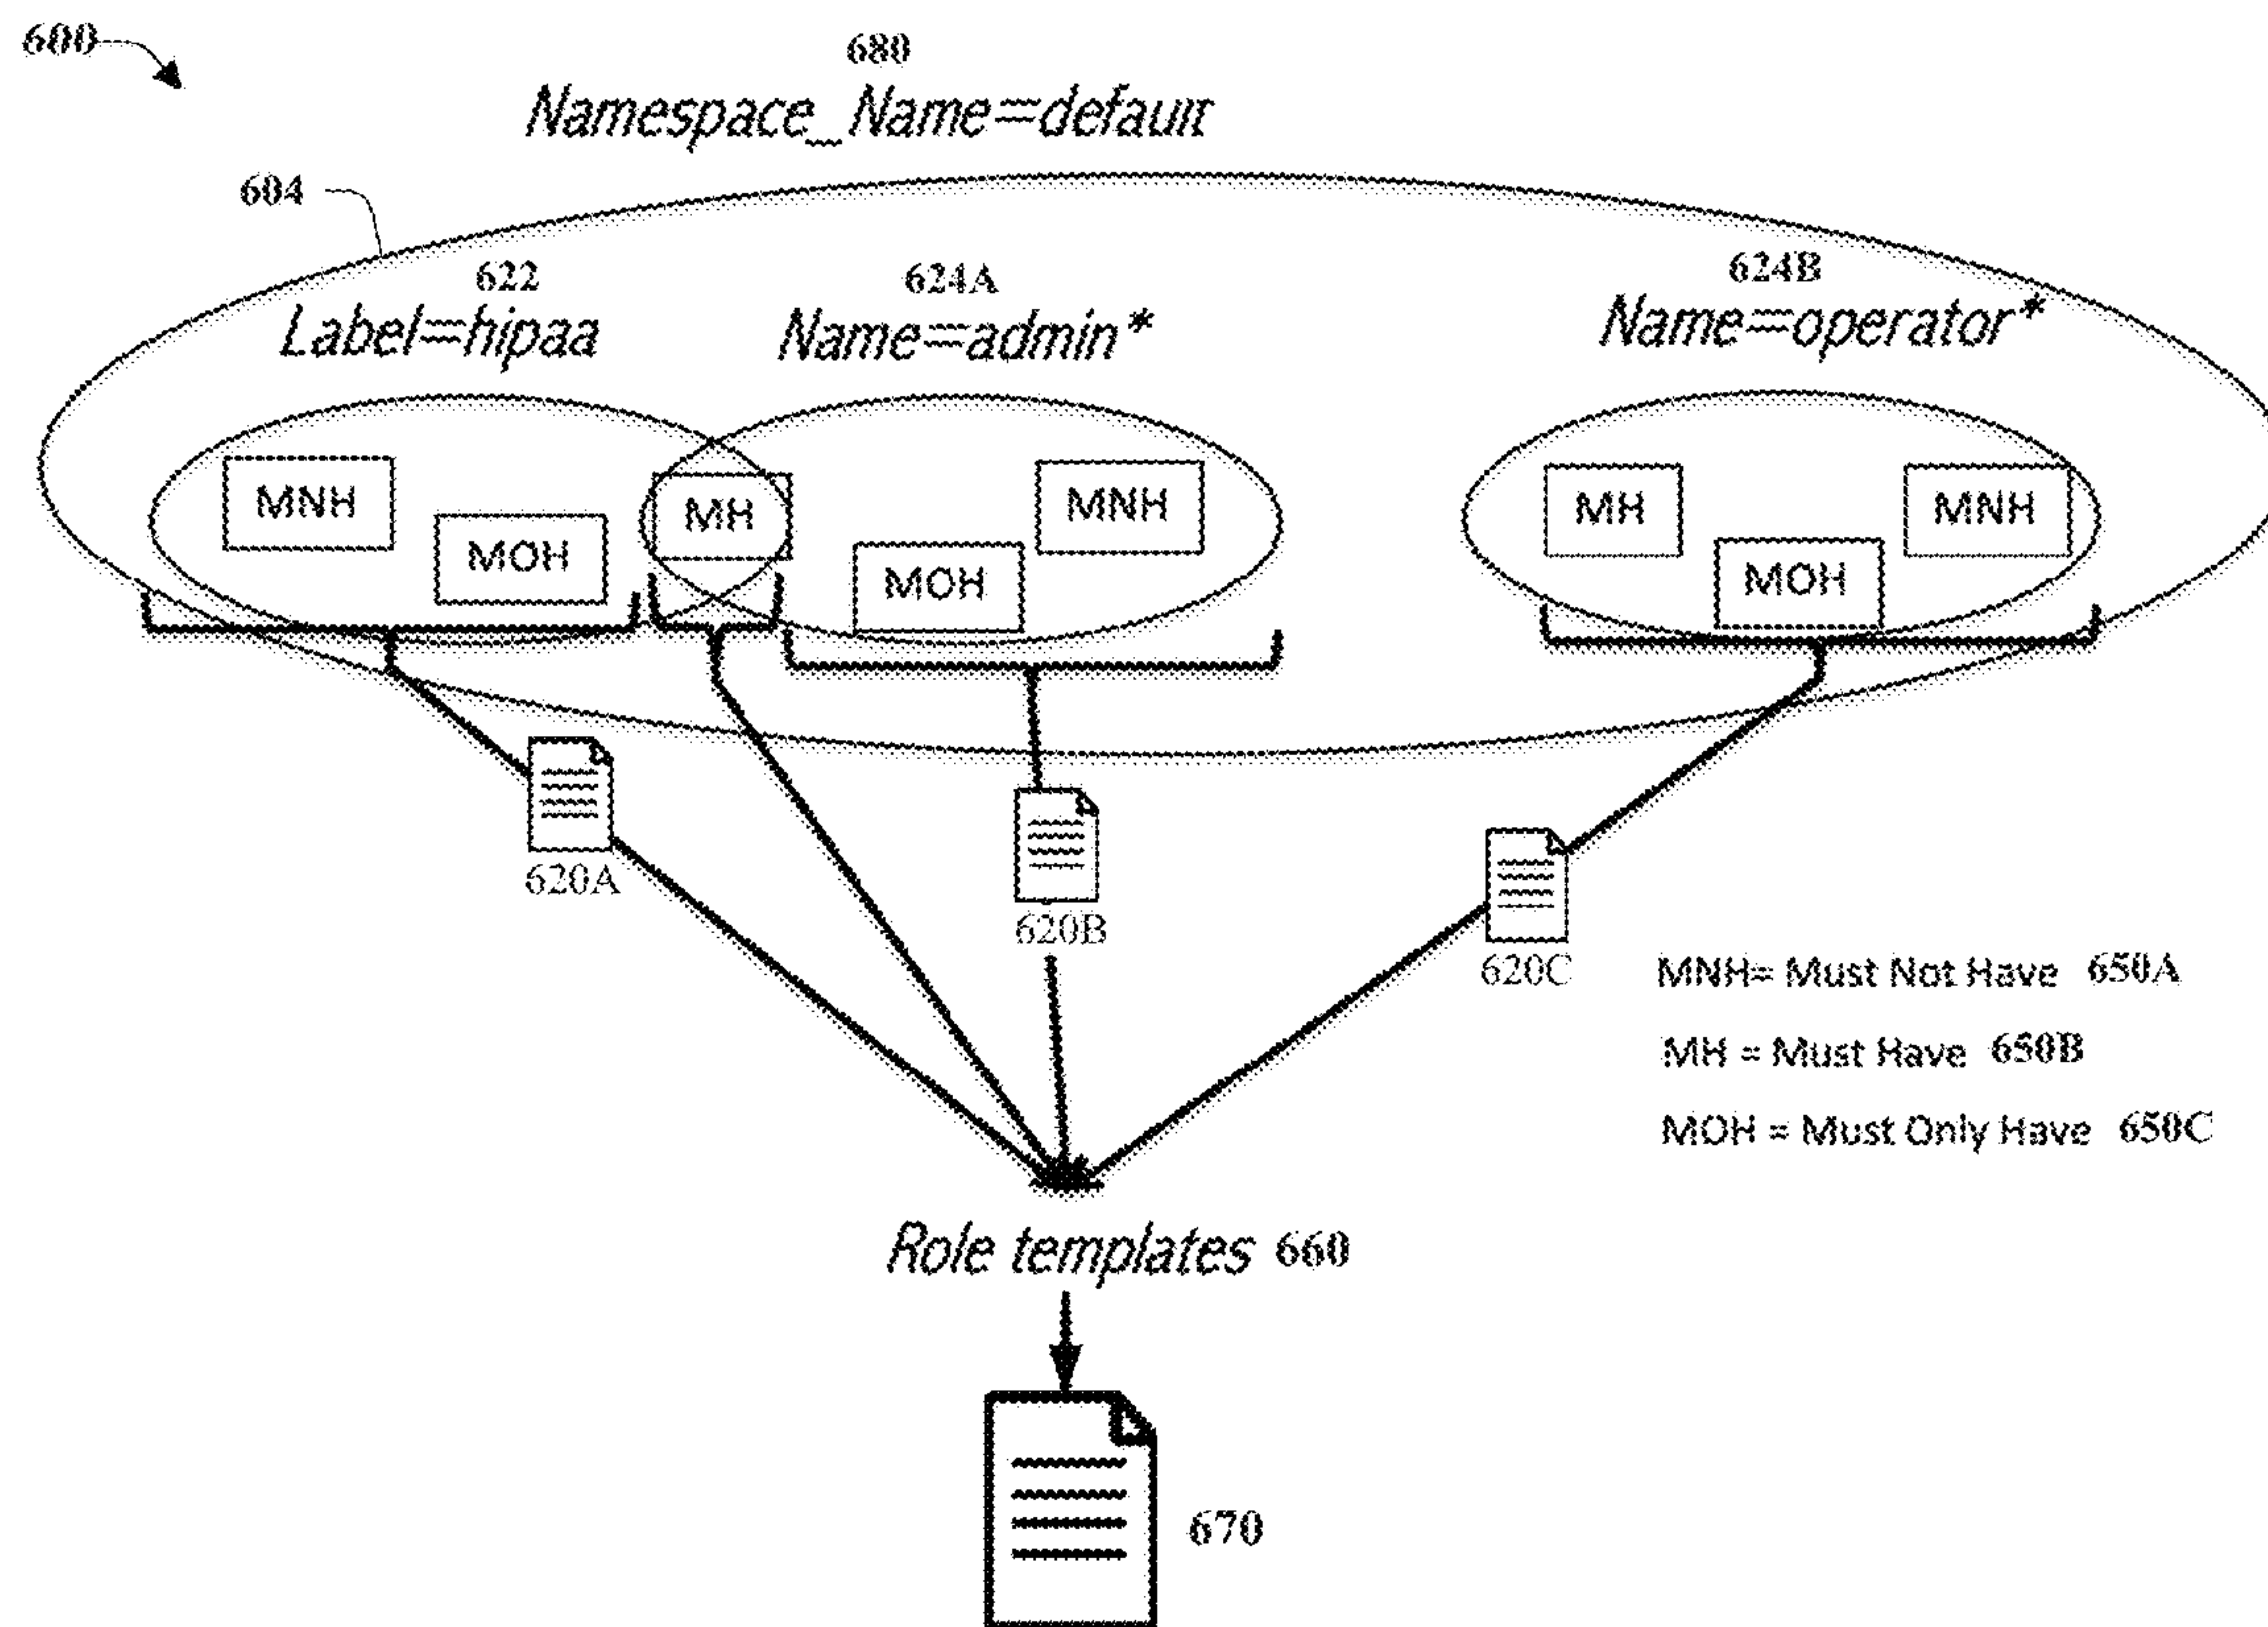 600
680
Namespace_Name=default
604
622
624A
624B
Label=hipaa
Name=admin*
Name=operator*
MNH
MOH
MH
MOH
MNH
MH
MOH
MNH
620A
620B
620C
MNH= Must Not Have 650A
MH = Must Have 650B
MOH = Must Only Have 650C
Role templates 660
670